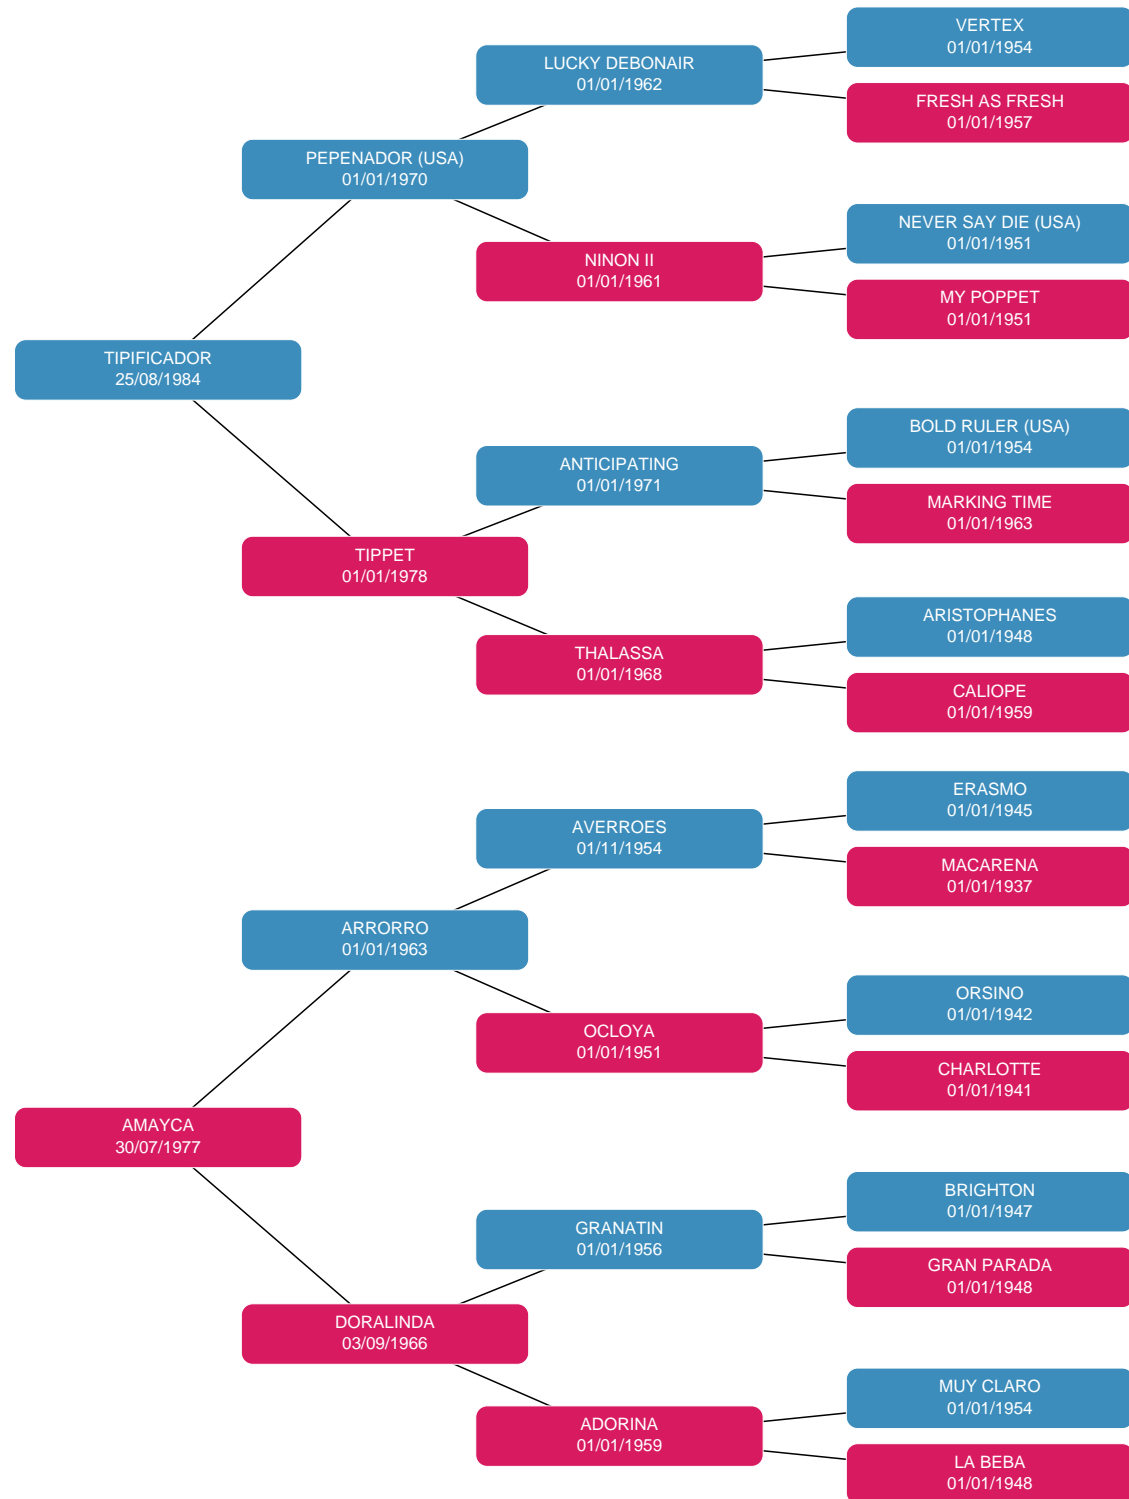 VERTEX
01/01/1954
LUCKY DEBONAIR
01/01/1962
FRESH AS FRESH
01/01/1957
PEPENADOR (USA)
01/01/1970
NEVER SAY DIE (USA)
01/01/1951
NINON II
01/01/1961
MY POPPET
01/01/1951
TIPIFICADOR
25/08/1984
BOLD RULER (USA)
01/01/1954
ANTICIPATING
01/01/1971
MARKING TIME
01/01/1963
TIPPET
01/01/1978
ARISTOPHANES
01/01/1948
THALASSA
01/01/1968
CALIOPE
01/01/1959
ERASMO
01/01/1945
AVERROES
01/11/1954
MACARENA
01/01/1937
ARRORRO
01/01/1963
ORSINO
01/01/1942
OCLOYA
01/01/1951
CHARLOTTE
01/01/1941
AMAYCA
30/07/1977
BRIGHTON
01/01/1947
GRANATIN
01/01/1956
GRAN PARADA
01/01/1948
DORALINDA
03/09/1966
MUY CLARO
01/01/1954
ADORINA
01/01/1959
LA BEBA
01/01/1948